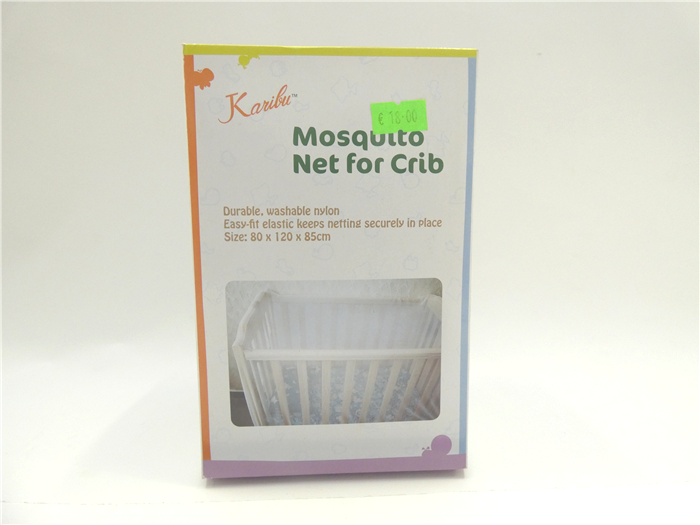 Karibu™
€ 18.00
Mosquito
Net for Crib
Durable, washable nylon
Easy-fit elastic keeps netting securely in place
Size: 80 x 120 x 85cm